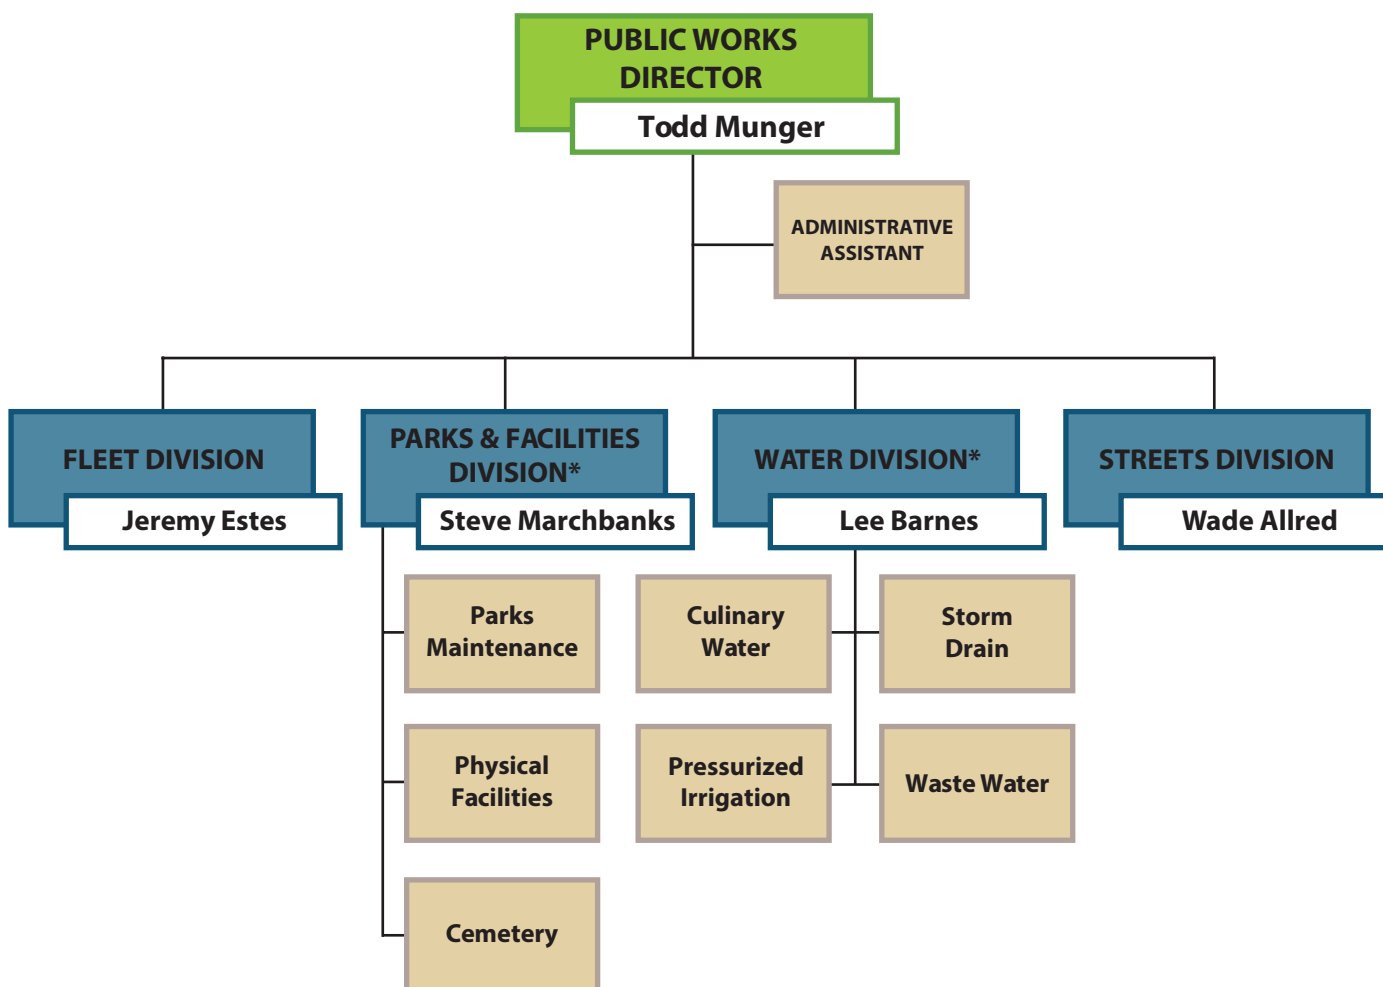 PUBLIC WORKS
DIRECTOR
Todd Munger
ADMINISTRATIVE
ASSISTANT
FLEET DIVISION
Jeremy Estes
PARKS & FACILITIES
DIVISION*
Steve Marchbanks
WATER DIVISION*
Lee Barnes
STREETS DIVISION
Wade Allred
Parks
Maintenance
Physical
Facilities
Cemetery
Culinary
Water
Storm
Drain
Pressurized
Irrigation
Waste Water